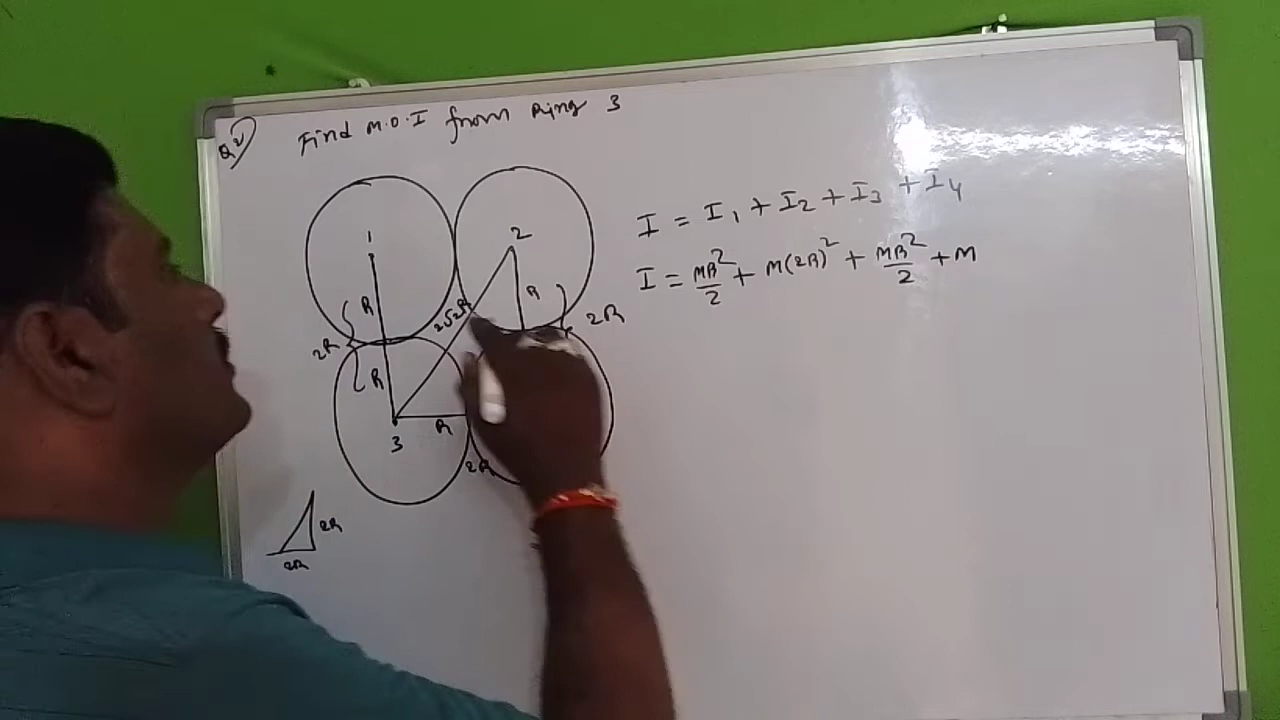 Q2) Find M.O.I from Ring 3
I = I1 + I2 + I3 + I4
I = MR²/2 + M(2R)² + MR²/2 + M
1
2
R
R
2√2R
2R
2R
R
3
R
2R
2R
2R